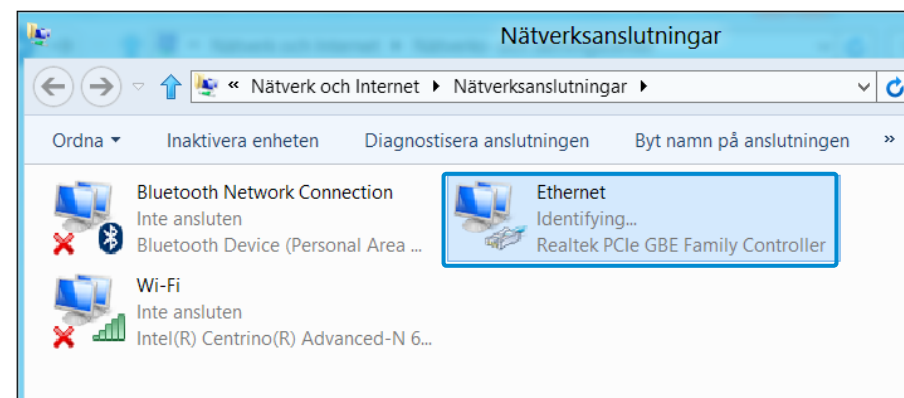 Nätverksanslutningar
« Nätverk och Internet ▸ Nätverksanslutningar ▸
Ordna Inaktivera enheten Diagnostisera anslutningen Byt namn på anslutningen »
Bluetooth Network Connection
Inte ansluten
Bluetooth Device (Personal Area ...
Ethernet
Identifying...
Realtek PCIe GBE Family Controller
Wi-Fi
Inte ansluten
Intel(R) Centrino(R) Advanced-N 6...